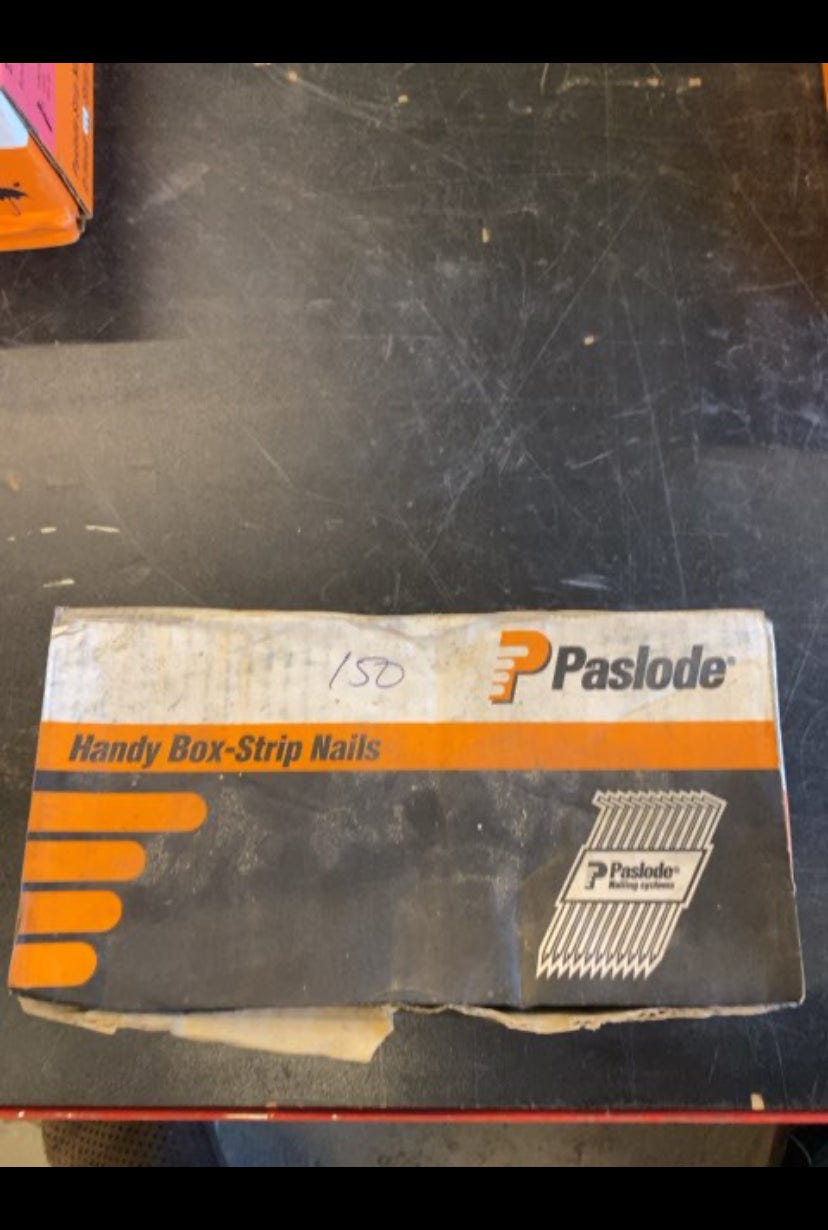 150
Paslode®
Handy Box-Strip Nails
Paslode®
Nailing systems